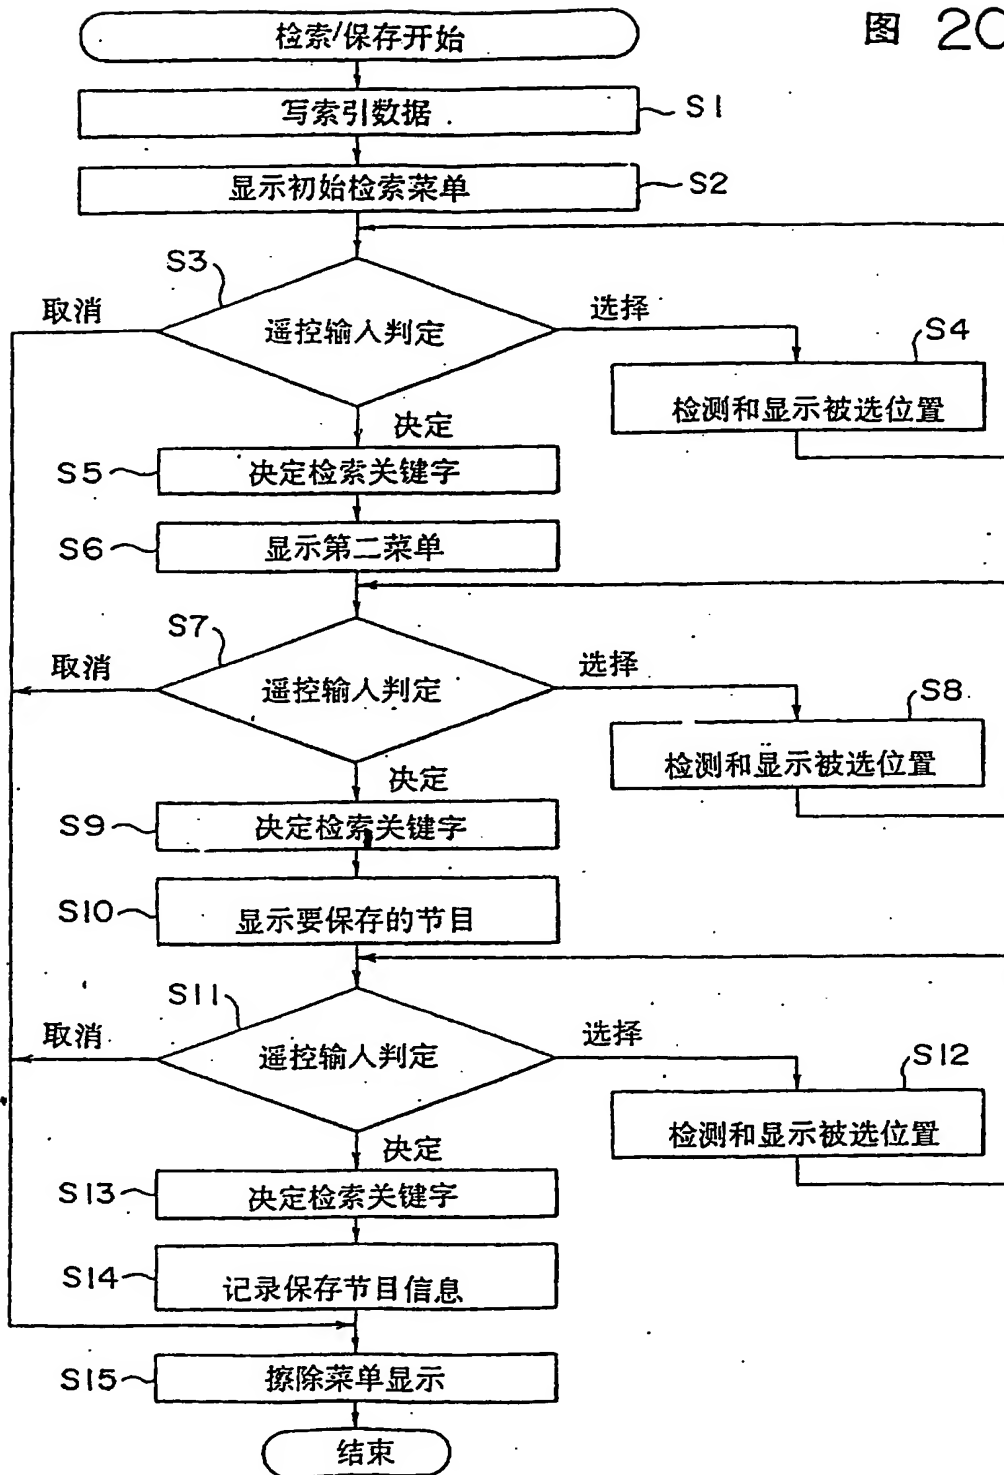 图 20
检索/保存开始
写索引数据
S1
显示初始检索菜单
S2
S3
取消
遥控输入判定
选择
S4
检测和显示被选位置
决定
S5
决定检索关键字
S6
显示第二菜单
S7
取消
遥控输入判定
选择
S8
检测和显示被选位置
决定
S9
决定检索关键字
S10
显示要保存的节目
S11
取消
遥控输入判定
选择
S12
检测和显示被选位置
决定
S13
决定检索关键字
S14
记录保存节目信息
S15
擦除菜单显示
结束